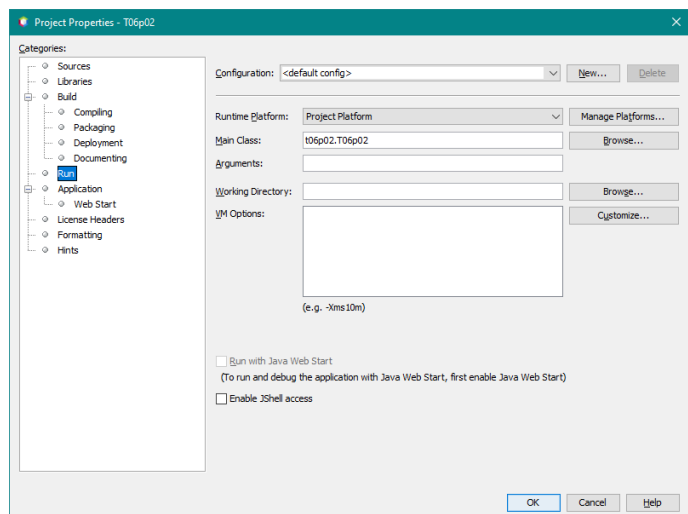 Project Properties - T06p02
Categories:
Sources
Libraries
Build
Compiling
Packaging
Deployment
Documenting
Run
Application
Web Start
License Headers
Formatting
Hints
Configuration: <default config> New... Delete
Runtime Platform: Project Platform Manage Platforms...
Main Class: t06p02.T06p02 Browse...
Arguments:
Working Directory: Browse...
VM Options: Customize...
(e.g. -Xms10m)
Run with Java Web Start
(To run and debug the application with Java Web Start, first enable Java Web Start)
Enable JShell access
OK Cancel Help